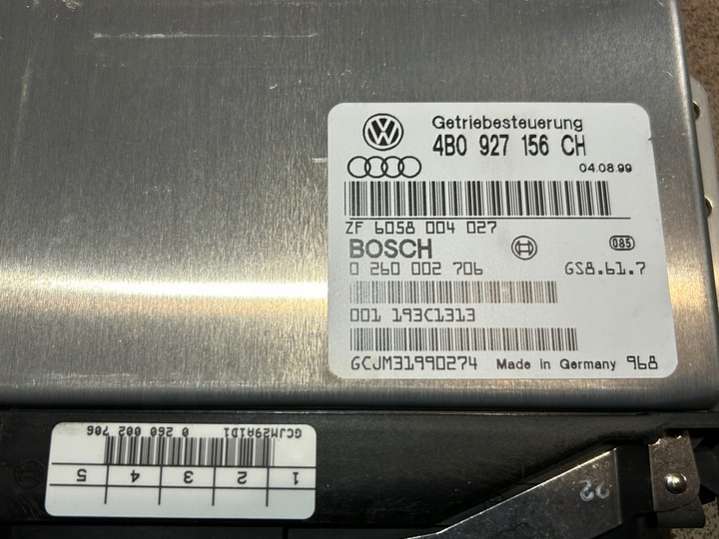 Getriebesteuerung
4B0 927 156 CH
04.08.99
ZF 6058 004 027
BOSCH
085
0 260 002 706 GS8.61.7
001 193C1313
GCJM31990274 Made in Germany 968
GCJM29A1D1 0 260 002 706
1 2 3 4 5
02